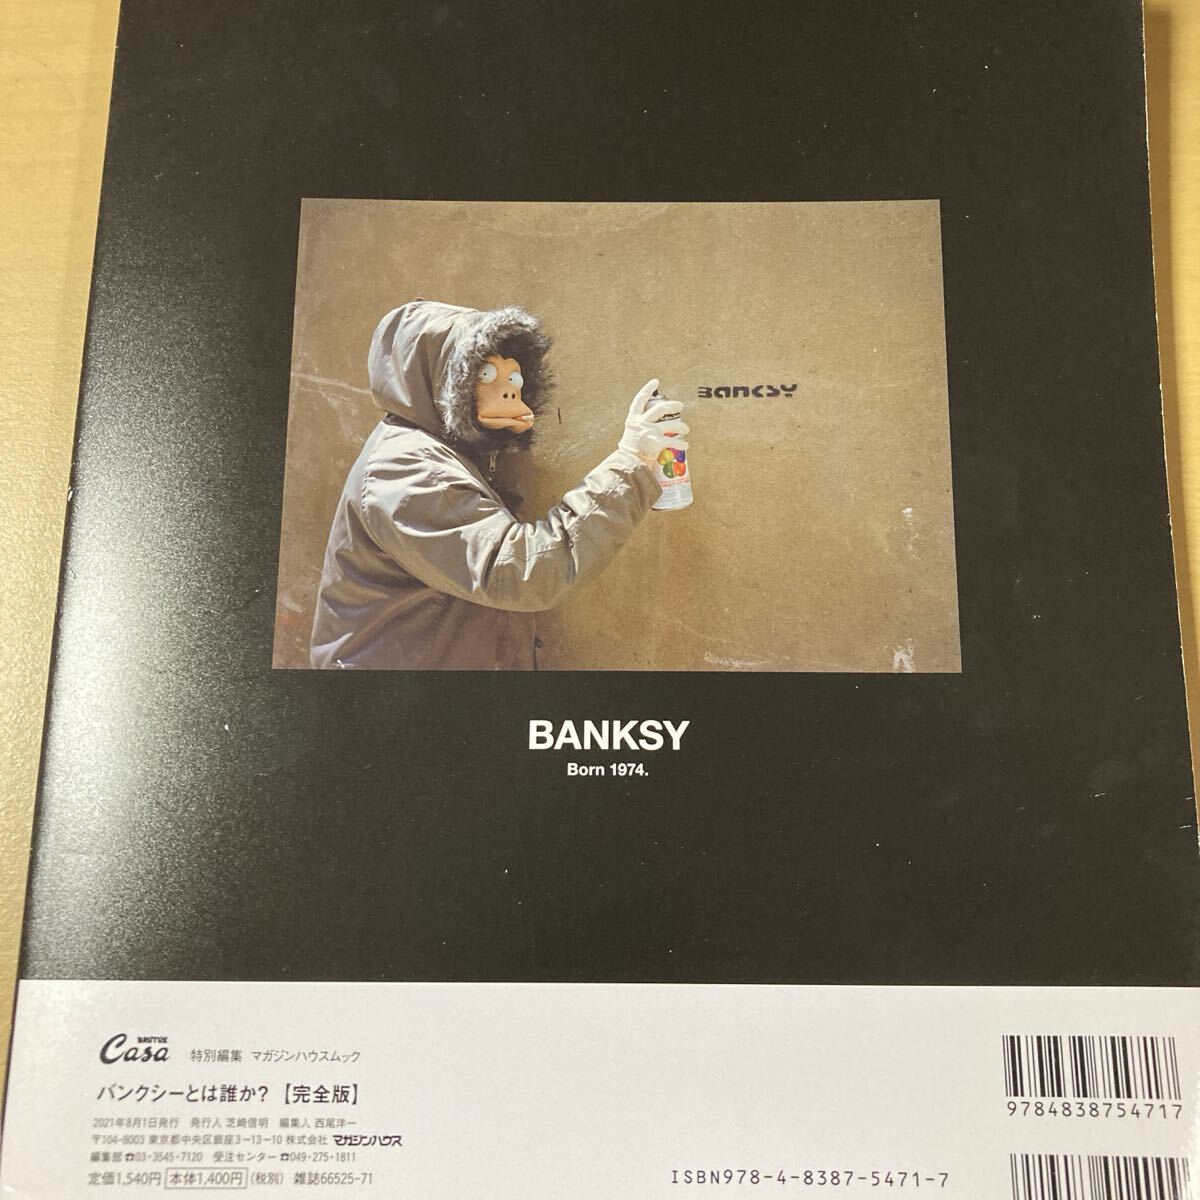 BANKSY
BANKSY
Born 1974.
Casa BRUTUS 特別編集 マガジンハウスムック
バンクシーとは誰か?【完全版】
2021年8月1日発行 発行人 芝崎信明 編集人 西尾洋一
〒104-8003 東京都中央区銀座3-13-10 株式会社 マガジンハウス
編集部☎03・3545・7120 受注センター☎049・275・1811
定価1,540円 本体1,400円 (税別) 雑誌66525-71
9784838754717
ISBN978-4-8387-5471-7